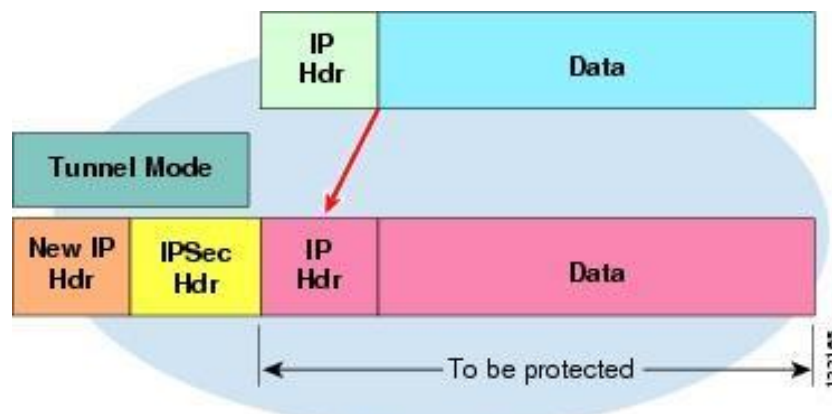 IP
Hdr
Data
Tunnel Mode
New IP
Hdr
IPSec
Hdr
IP
Hdr
Data
To be protected